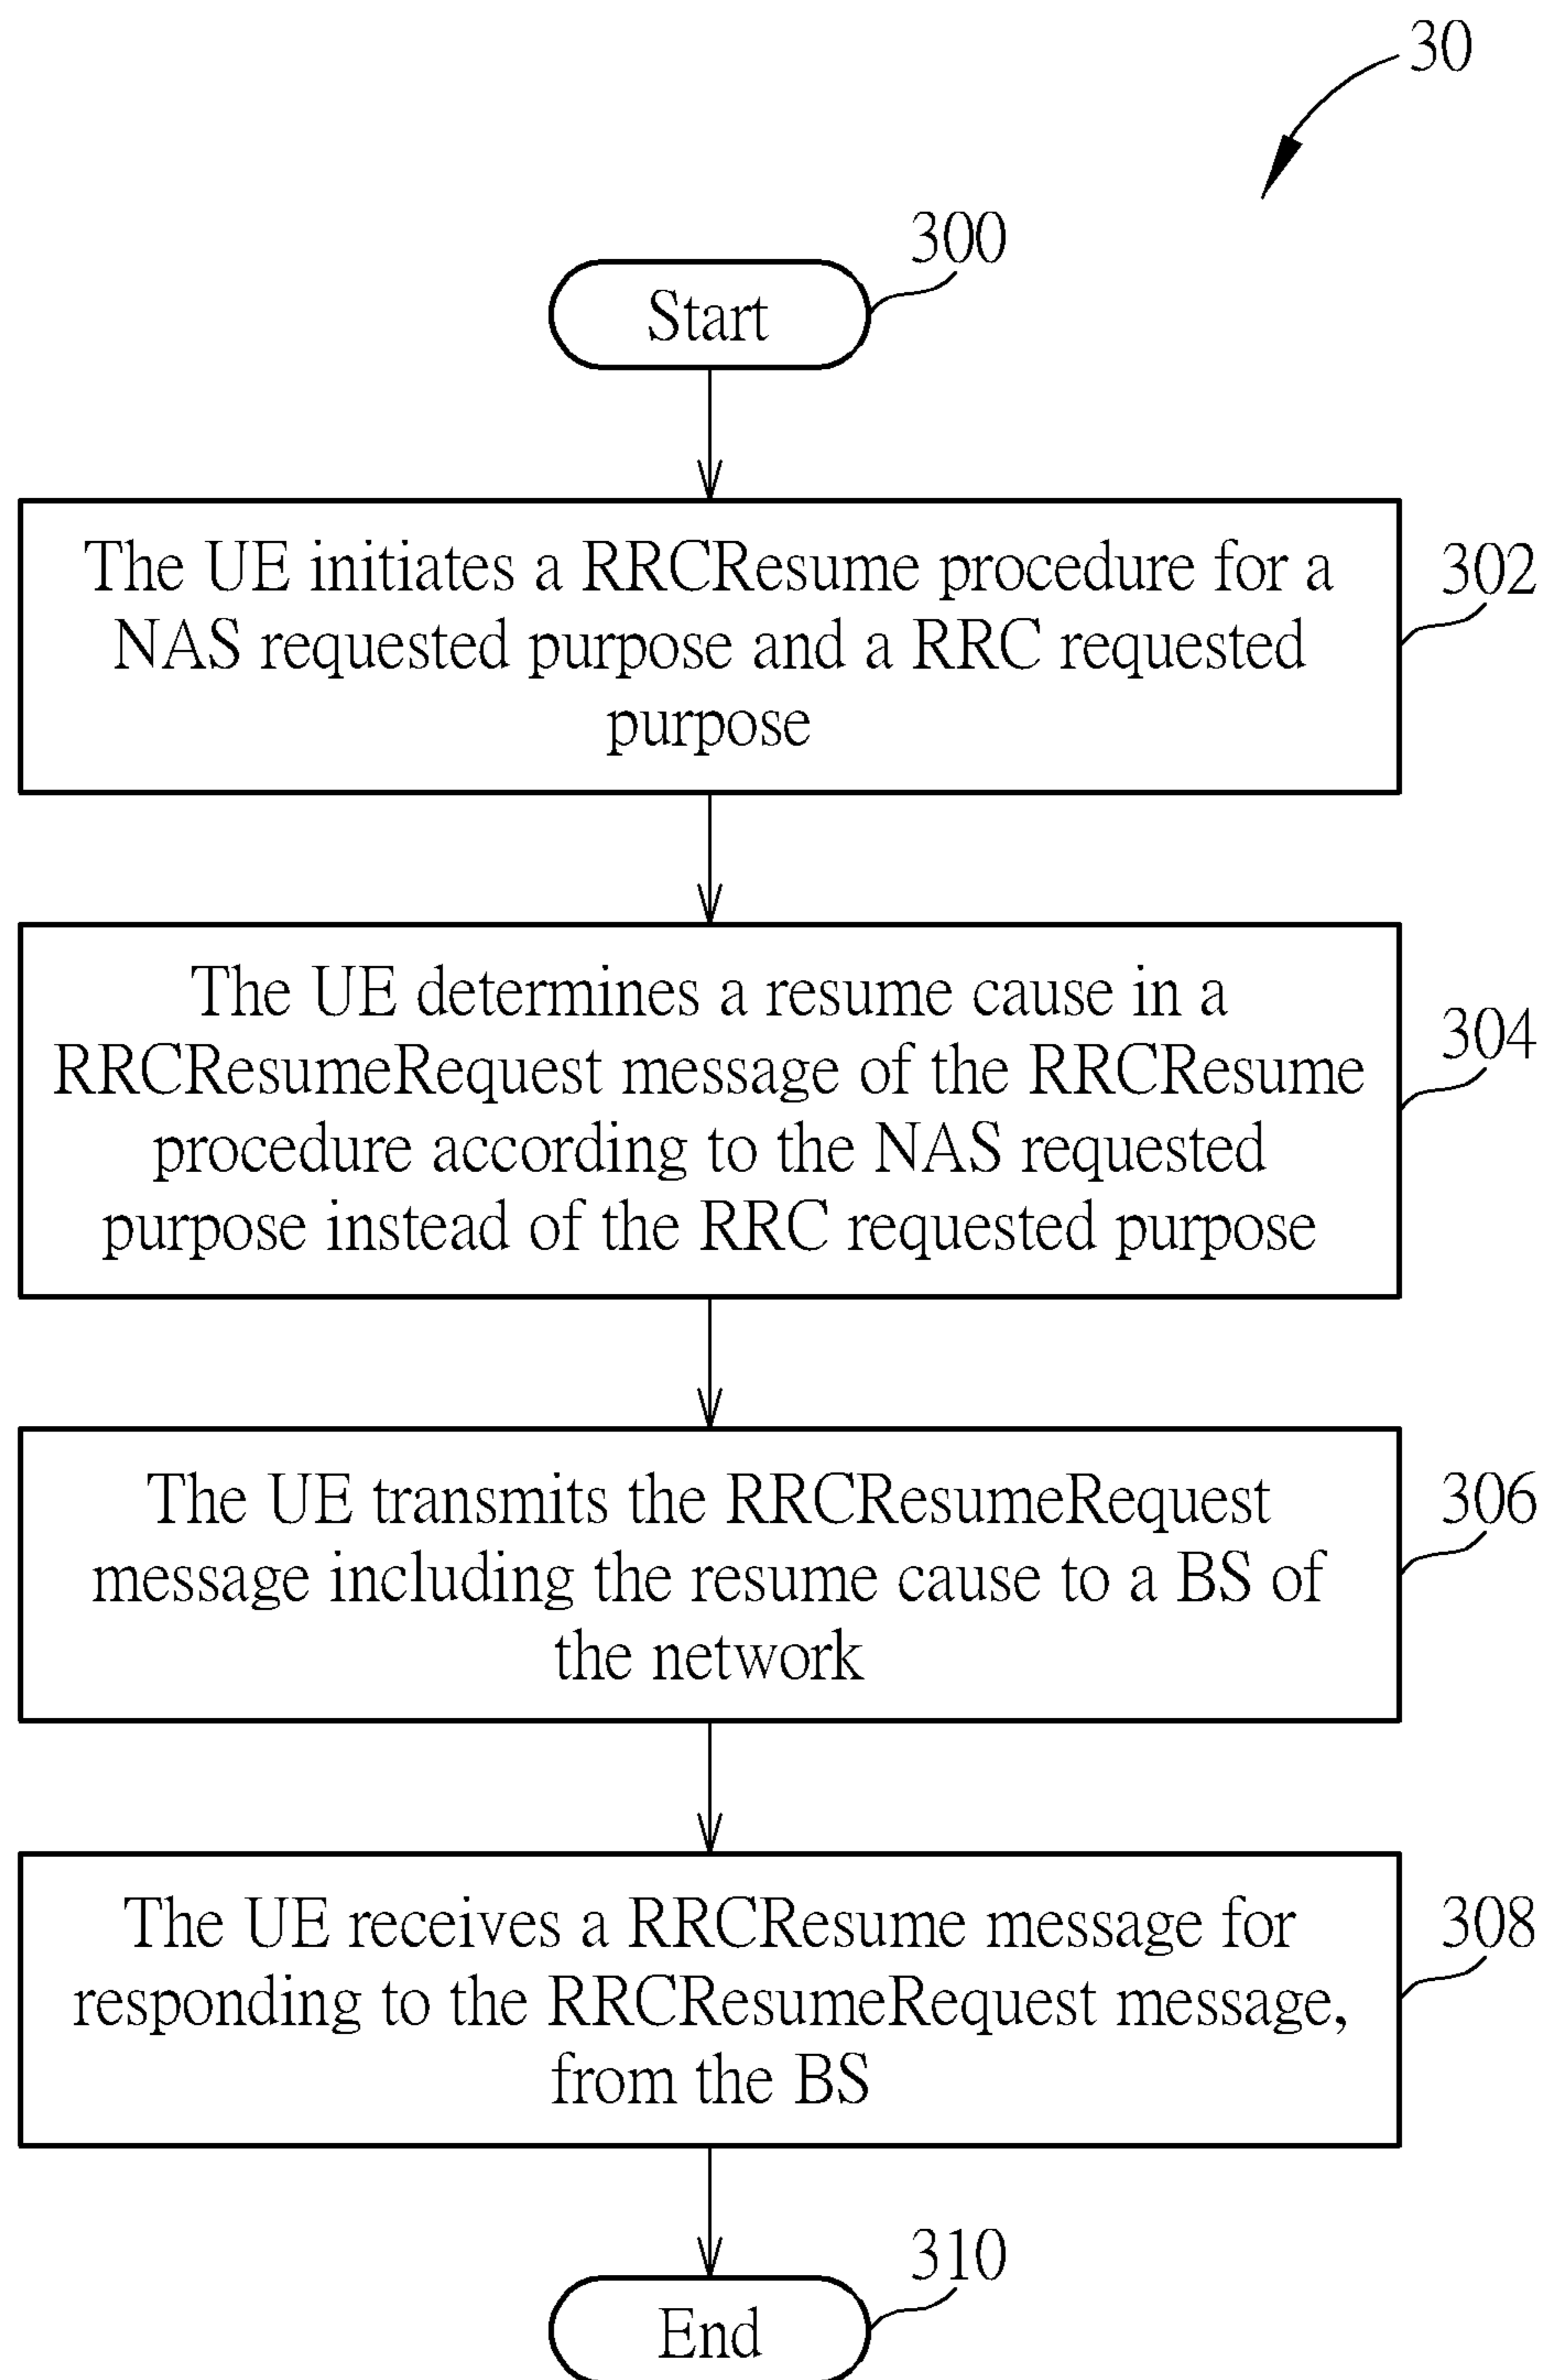 30
300
Start
The UE initiates a RRCResume procedure for a
NAS requested purpose and a RRC requested
purpose
302
The UE determines a resume cause in a
RRCResumeRequest message of the RRCResume
procedure according to the NAS requested
purpose instead of the RRC requested purpose
304
The UE transmits the RRCResumeRequest
message including the resume cause to a BS of
the network
306
The UE receives a RRCResume message for
responding to the RRCResumeRequest message,
from the BS
308
310
End